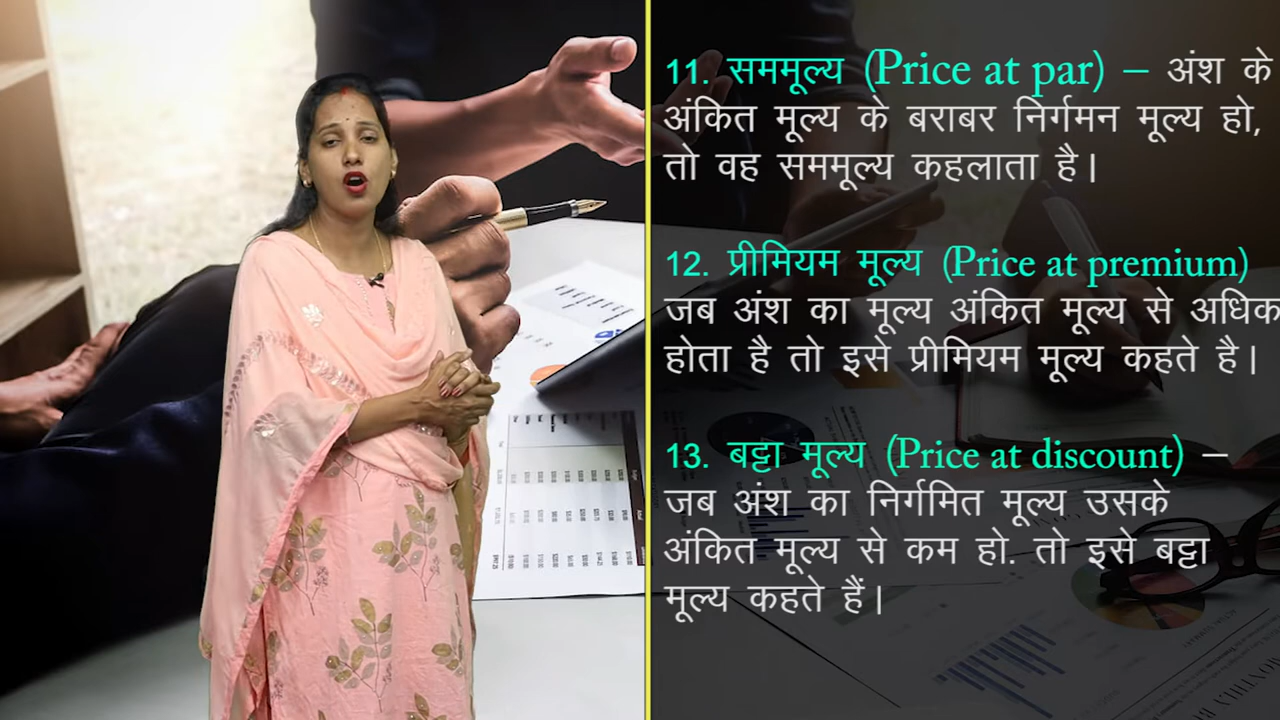 11. सममूल्य (Price at par) – अंश के
अंकित मूल्य के बराबर निर्गमन मूल्य हो,
तो वह सममूल्य कहलाता है।
12. प्रीमियम मूल्य (Price at premium)
जब अंश का मूल्य अंकित मूल्य से अधिक
होता है तो इसे प्रीमियम मूल्य कहते है।
13. बट्टा मूल्य (Price at discount) –
जब अंश का निर्गमित मूल्य उसके
अंकित मूल्य से कम हो. तो इसे बट्टा
मूल्य कहते हैं।